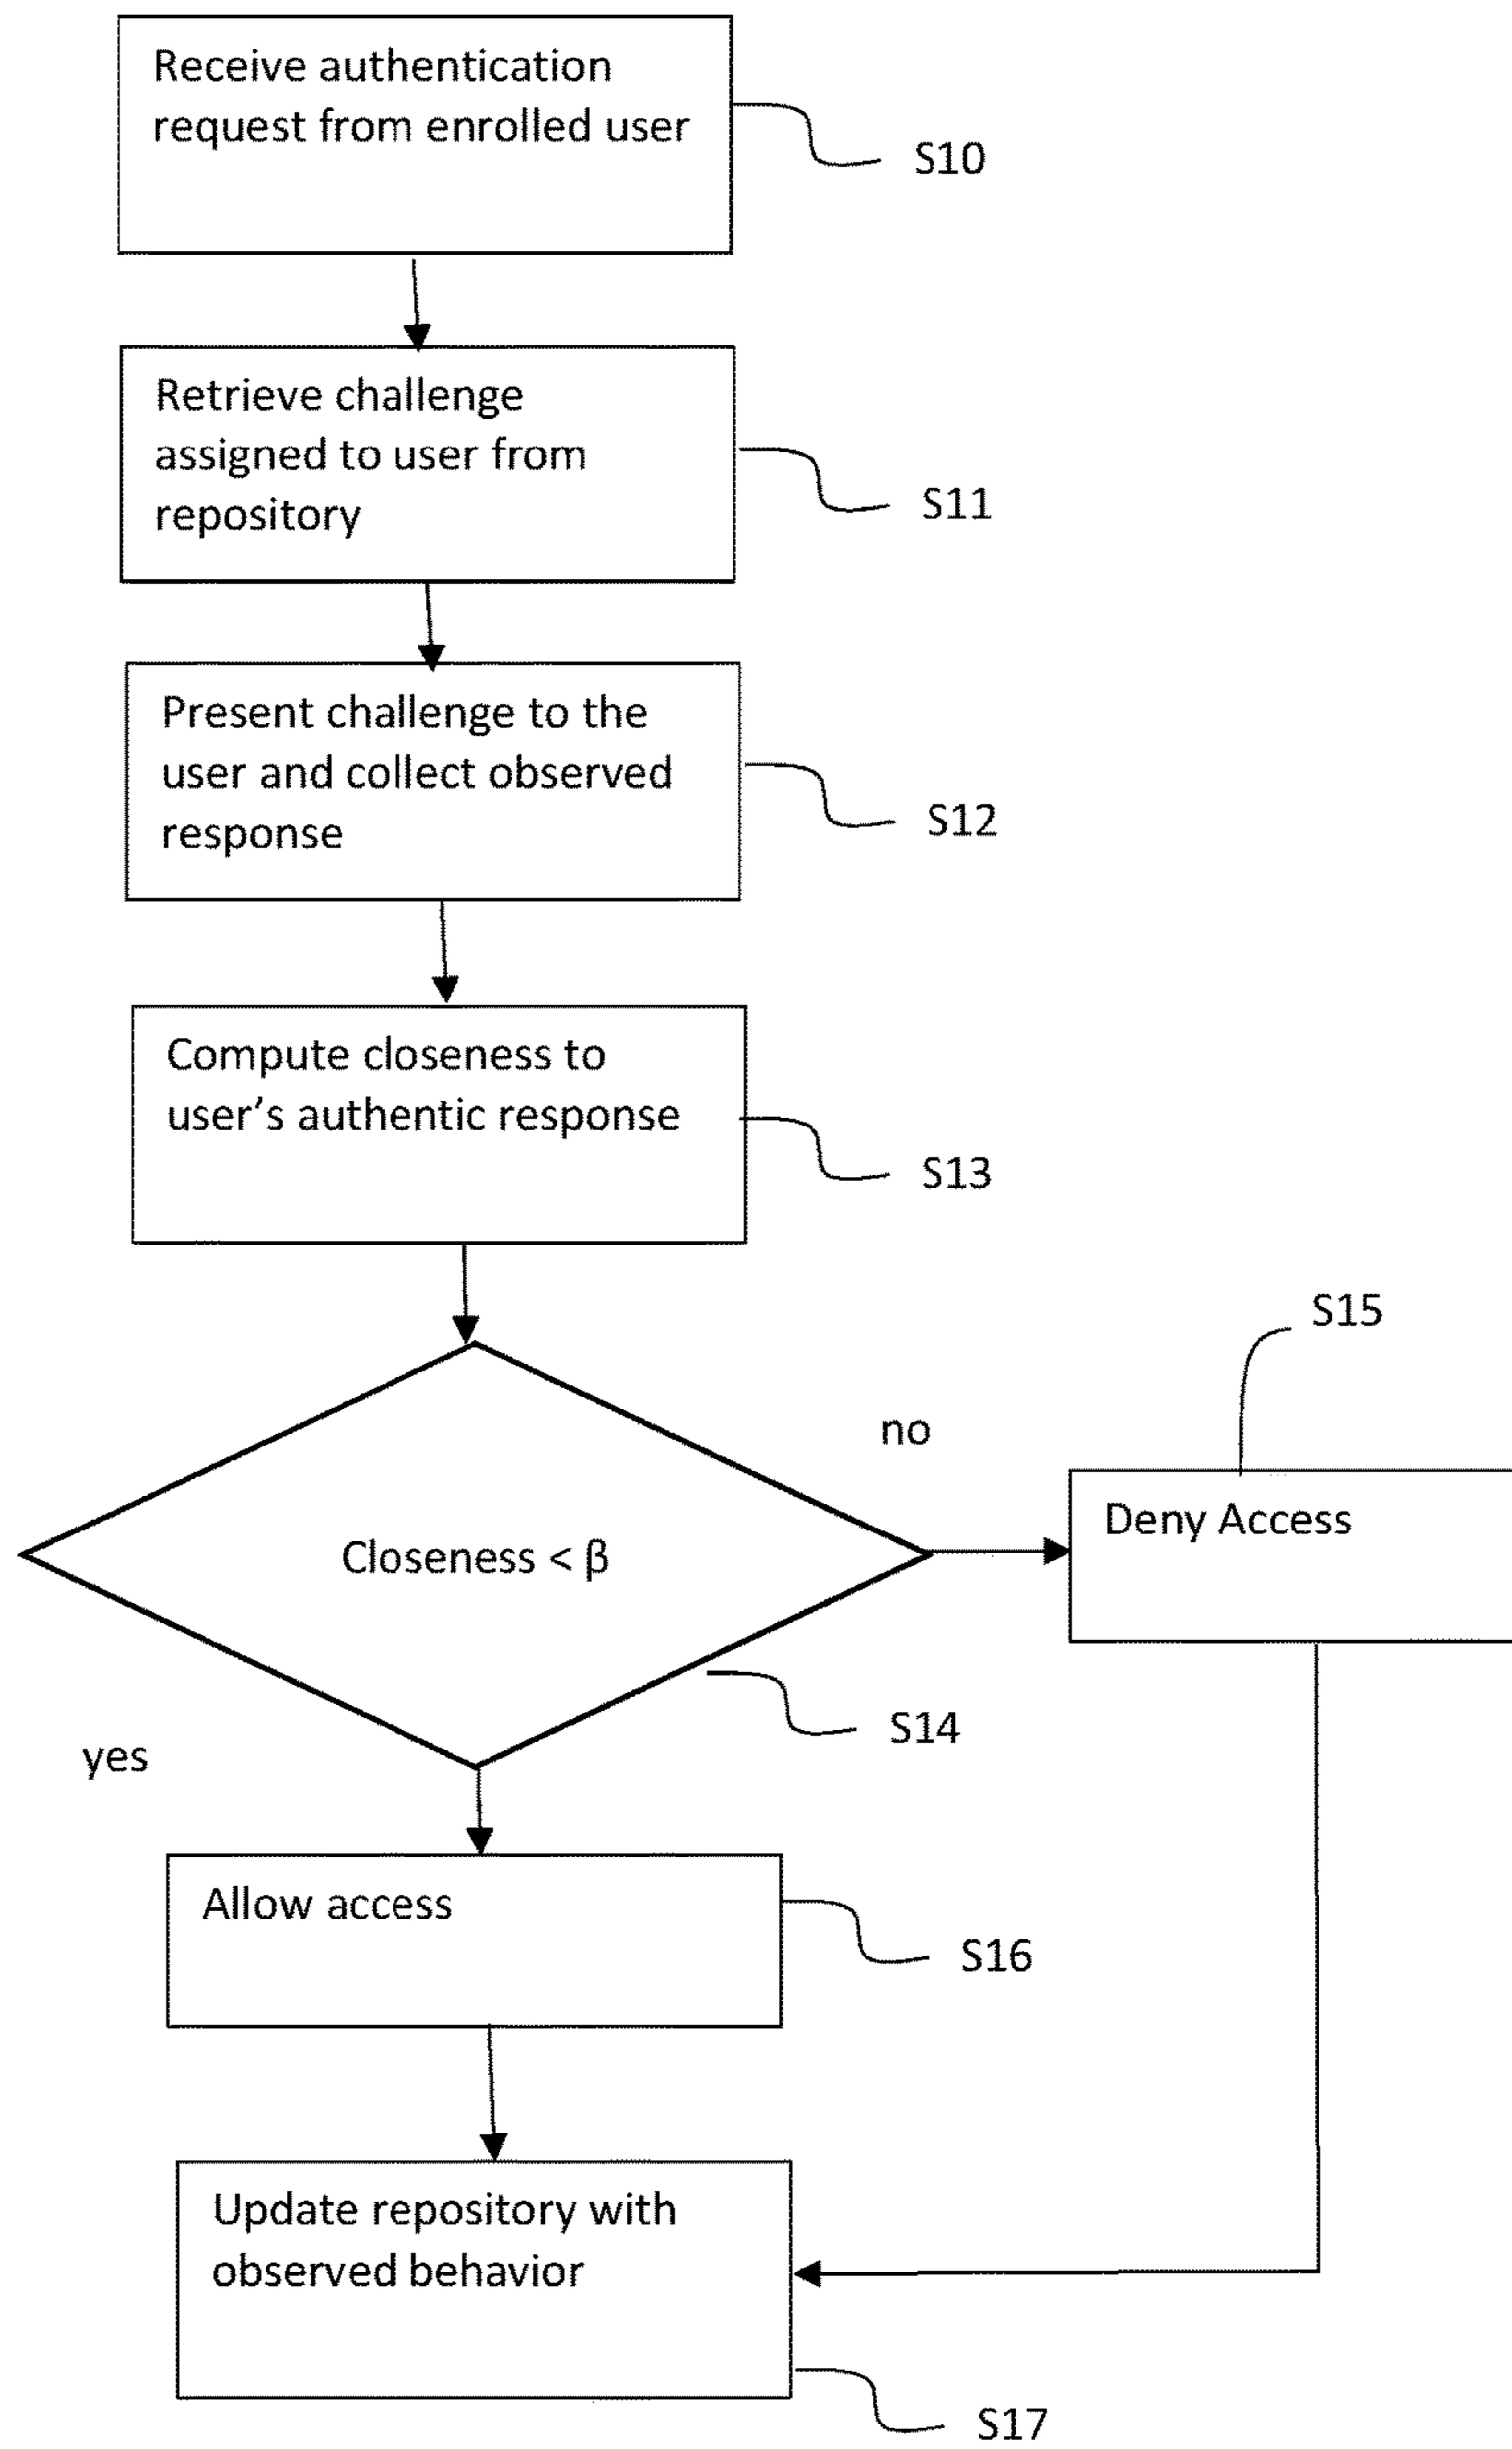 Receive authentication
request from enrolled user
S10
Retrieve challenge
assigned to user from
repository
S11
Present challenge to the
user and collect observed
response
S12
Compute closeness to
user’s authentic response
S13
S15
no
Deny Access
Closeness < β
S14
yes
Allow access
S16
Update repository with
observed behavior
S17